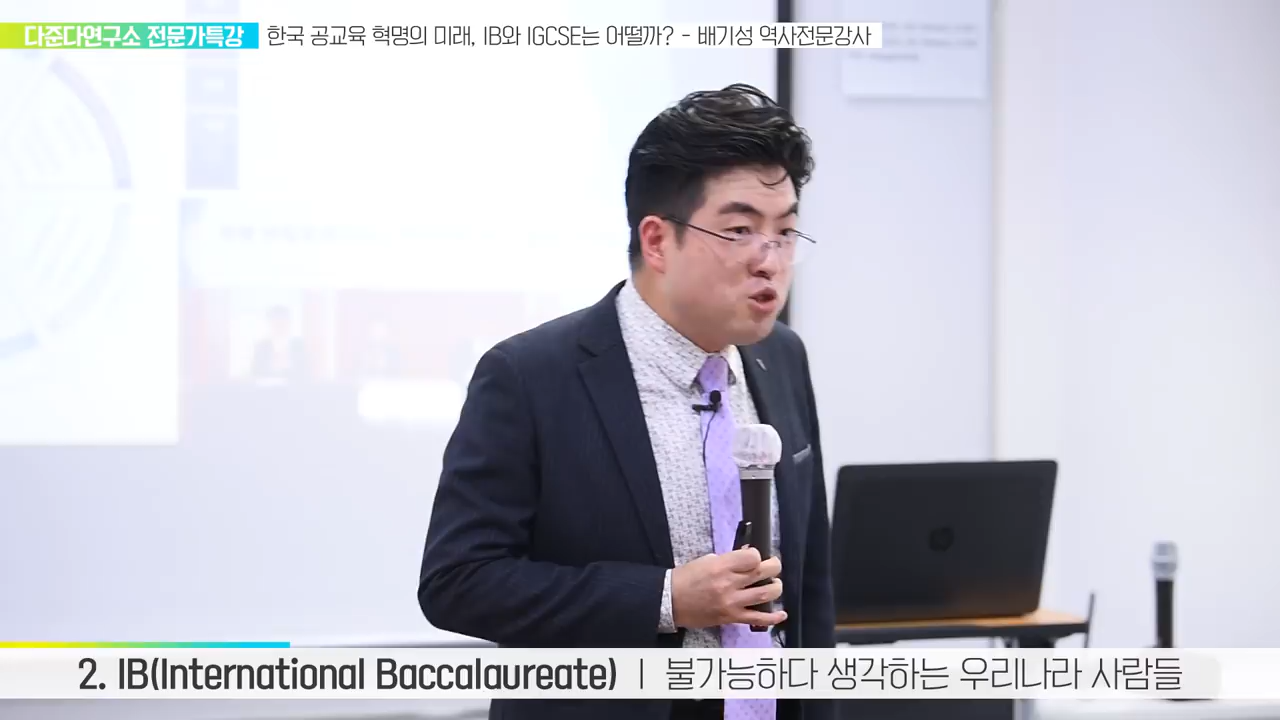 다준다연구소 전문가특강 한국 공교육 혁명의 미래, IB와 IGCSE는 어떨까? - 배기성 역사전문강사
2. IB(International Baccalaureate) | 불가능하다 생각하는 우리나라 사람들